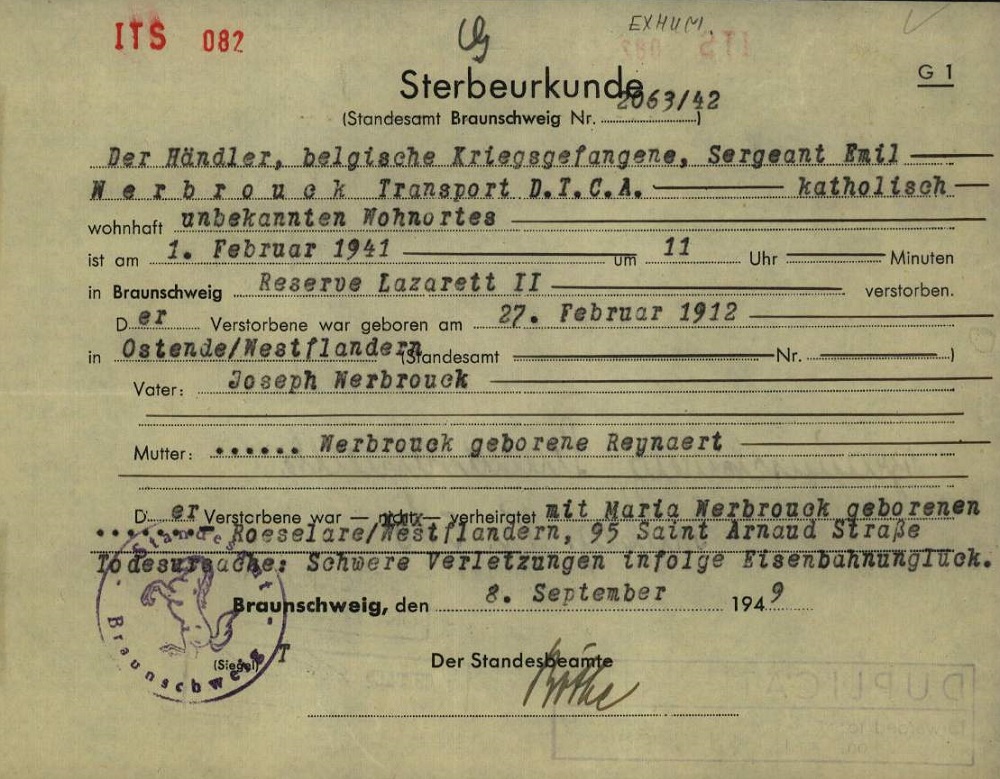 ITS 082
EXHUM.
G 1
Sterbeurkunde
2063/42
(Standesamt Braunschweig Nr. ....................)
Der Händler, belgische Kriegsgefangene, Sergeant Emil
Werbrouck Transport D.T.C.A. katholisch
wohnhaft unbekannten Wohnortes
ist am 1. Februar 1941 um 11 Uhr Minuten
in Braunschweig Reserve Lazarett II verstorben.
Der Verstorbene war geboren am 27. Februar 1912
in Ostende/Westflandern (Standesamt Nr. )
Vater: Joseph Werbrouck
Mutter: ...... Werbrouck geborene Reynaert
Der Verstorbene war — nicht — verheiratet mit Maria Werbrouck geborenen
...... Roeselare/Westflandern, 95 Saint Arnaud Straße
Todesursache: Schwere Verletzungen infolge Eisenbahnunglück.
Braunschweig, den 8. September 1949
(Siegel) T
Standesamt
Braunschweig
Der Standesbeamte
DUPLICAT